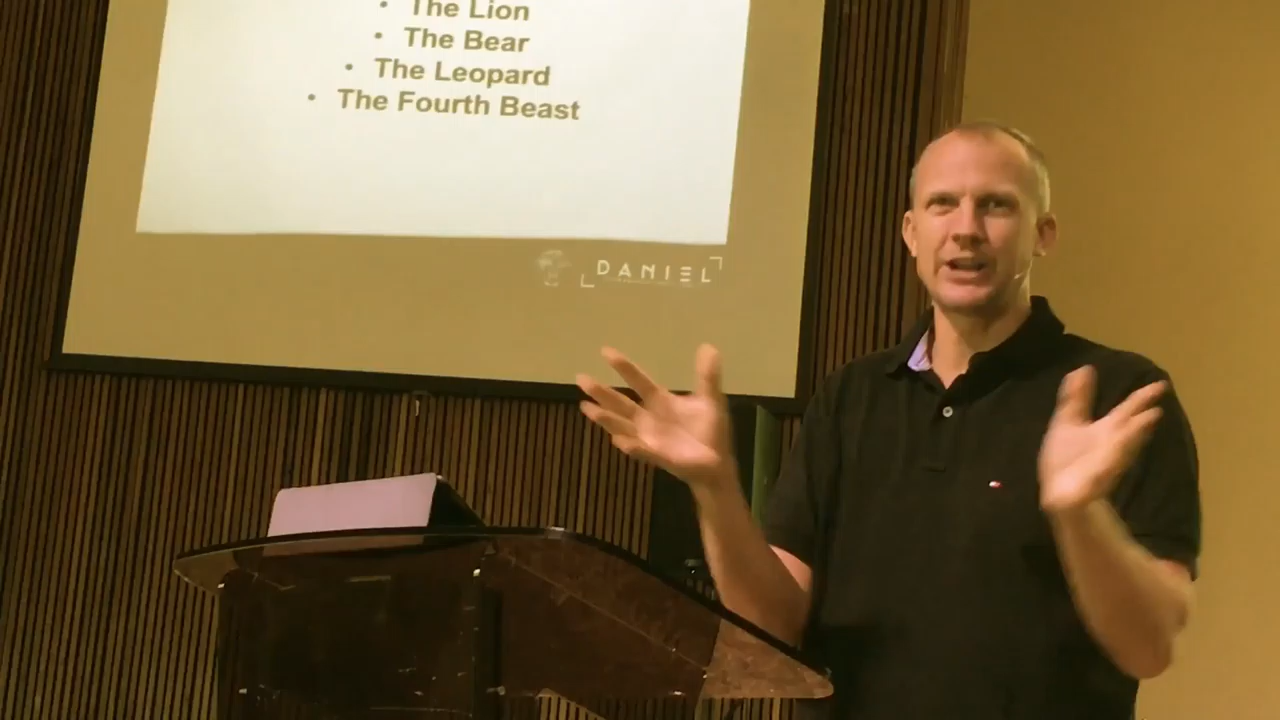 • The Lion
• The Bear
• The Leopard
• The Fourth Beast
DANIEL